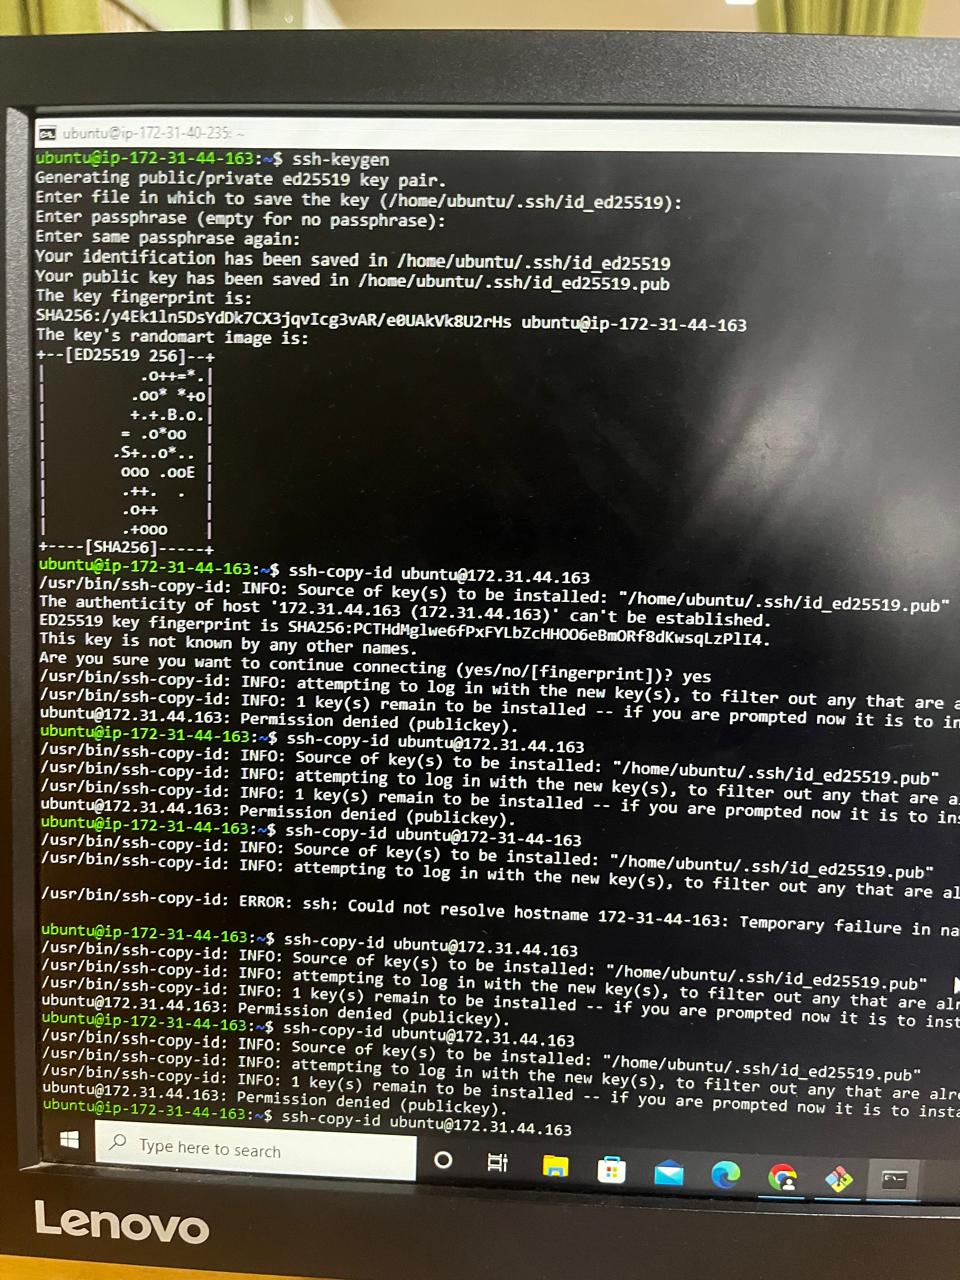 ubuntu@ip-172-31-40-235: ~
ubuntu@ip-172-31-44-163:~$ ssh-keygen
Generating public/private ed25519 key pair.
Enter file in which to save the key (/home/ubuntu/.ssh/id_ed25519):
Enter passphrase (empty for no passphrase):
Enter same passphrase again:
Your identification has been saved in /home/ubuntu/.ssh/id_ed25519
Your public key has been saved in /home/ubuntu/.ssh/id_ed25519.pub
The key fingerprint is:
SHA256:/y4Ek1ln5DsYdDk7CX3jqvIcg3vAR/e0UAkVk8U2rHs ubuntu@ip-172-31-44-163
The key's randomart image is:
+--[ED25519 256]--+
|          .o++=*.|
|         .oo* *+o|
|         +.+.B.o.|
|        = .o*oo  |
|       .S+..o*.. |
|        ooo .ooE |
|        .++.  .  |
|        .o++     |
|        .+ooo    |
+----[SHA256]-----+
ubuntu@ip-172-31-44-163:~$ ssh-copy-id ubuntu@172.31.44.163
/usr/bin/ssh-copy-id: INFO: Source of key(s) to be installed: "/home/ubuntu/.ssh/id_ed25519.pub"
The authenticity of host '172.31.44.163 (172.31.44.163)' can't be established.
ED25519 key fingerprint is SHA256:PCTHdMglwe6fPxFYLbZcHHOO6eBmORf8dKwsqLzPlI4.
This key is not known by any other names.
Are you sure you want to continue connecting (yes/no/[fingerprint])? yes
/usr/bin/ssh-copy-id: INFO: attempting to log in with the new key(s), to filter out any that are a
/usr/bin/ssh-copy-id: INFO: 1 key(s) remain to be installed -- if you are prompted now it is to in
ubuntu@172.31.44.163: Permission denied (publickey).
ubuntu@ip-172-31-44-163:~$ ssh-copy-id ubuntu@172.31.44.163
/usr/bin/ssh-copy-id: INFO: Source of key(s) to be installed: "/home/ubuntu/.ssh/id_ed25519.pub"
/usr/bin/ssh-copy-id: INFO: attempting to log in with the new key(s), to filter out any that are a
/usr/bin/ssh-copy-id: INFO: 1 key(s) remain to be installed -- if you are prompted now it is to ins
ubuntu@172.31.44.163: Permission denied (publickey).
ubuntu@ip-172-31-44-163:~$ ssh-copy-id ubuntu@172-31-44-163
/usr/bin/ssh-copy-id: INFO: Source of key(s) to be installed: "/home/ubuntu/.ssh/id_ed25519.pub"
/usr/bin/ssh-copy-id: INFO: attempting to log in with the new key(s), to filter out any that are al
/usr/bin/ssh-copy-id: ERROR: ssh: Could not resolve hostname 172-31-44-163: Temporary failure in na
ubuntu@ip-172-31-44-163:~$ ssh-copy-id ubuntu@172.31.44.163
/usr/bin/ssh-copy-id: INFO: Source of key(s) to be installed: "/home/ubuntu/.ssh/id_ed25519.pub"
/usr/bin/ssh-copy-id: INFO: attempting to log in with the new key(s), to filter out any that are alr
/usr/bin/ssh-copy-id: INFO: 1 key(s) remain to be installed -- if you are prompted now it is to inst
ubuntu@172.31.44.163: Permission denied (publickey).
ubuntu@ip-172-31-44-163:~$ ssh-copy-id ubuntu@172.31.44.163
/usr/bin/ssh-copy-id: INFO: Source of key(s) to be installed: "/home/ubuntu/.ssh/id_ed25519.pub"
/usr/bin/ssh-copy-id: INFO: attempting to log in with the new key(s), to filter out any that are alre
/usr/bin/ssh-copy-id: INFO: 1 key(s) remain to be installed -- if you are prompted now it is to insta
ubuntu@172.31.44.163: Permission denied (publickey).
ubuntu@ip-172-31-44-163:~$ ssh-copy-id ubuntu@172.31.44.163
Type here to search
Lenovo